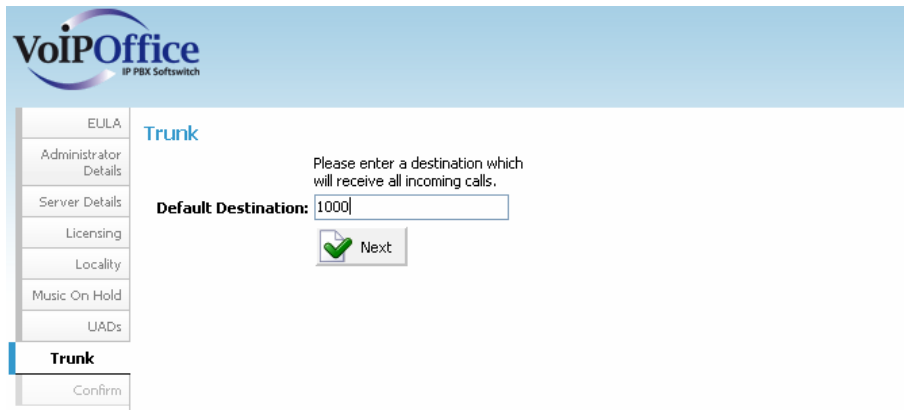 VoIPOffice
IP PBX Softswitch
EULA
Administrator
Details
Server Details
Licensing
Locality
Music On Hold
UADs
Trunk
Confirm
Trunk
Please enter a destination which
will receive all incoming calls.
Default Destination: 1000
Next